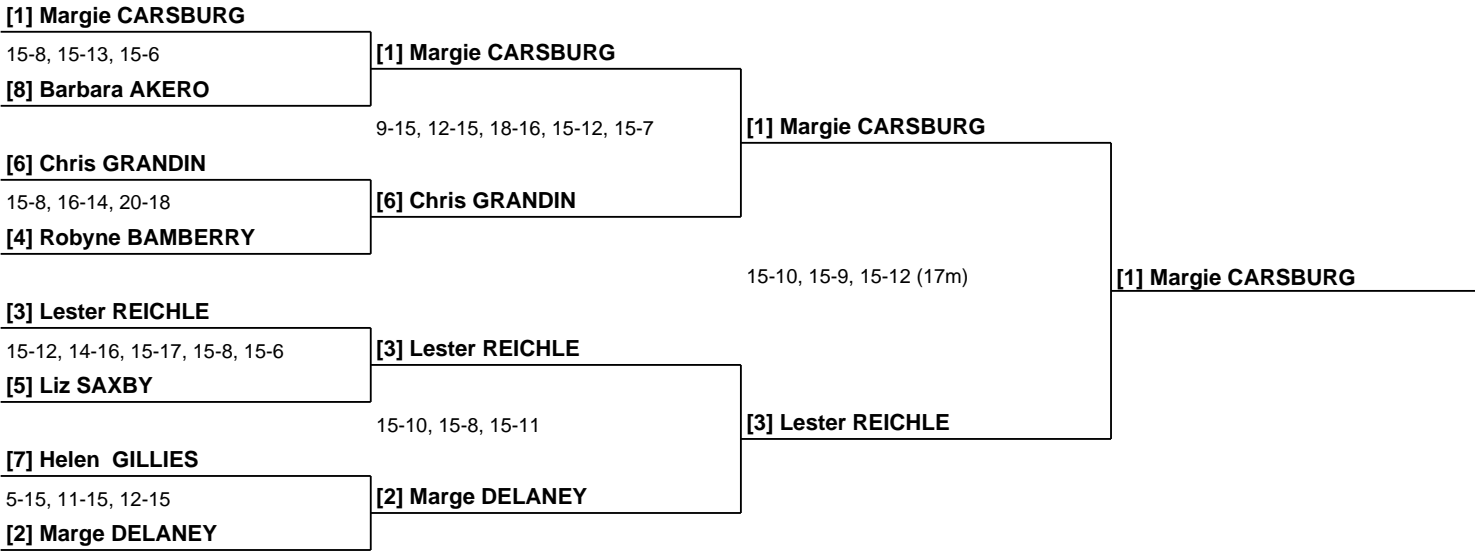 [1] Margie CARSBURG
15-8, 15-13, 15-6
[8] Barbara AKERO
[1] Margie CARSBURG
9-15, 12-15, 18-16, 15-12, 15-7
[6] Chris GRANDIN
15-8, 16-14, 20-18
[4] Robyne BAMBERRY
[6] Chris GRANDIN
[1] Margie CARSBURG
15-10, 15-9, 15-12 (17m)
[1] Margie CARSBURG
[3] Lester REICHLE
15-12, 14-16, 15-17, 15-8, 15-6
[5] Liz SAXBY
[3] Lester REICHLE
15-10, 15-8, 15-11
[3] Lester REICHLE
[7] Helen  GILLIES
5-15, 11-15, 12-15
[2] Marge DELANEY
[2] Marge DELANEY